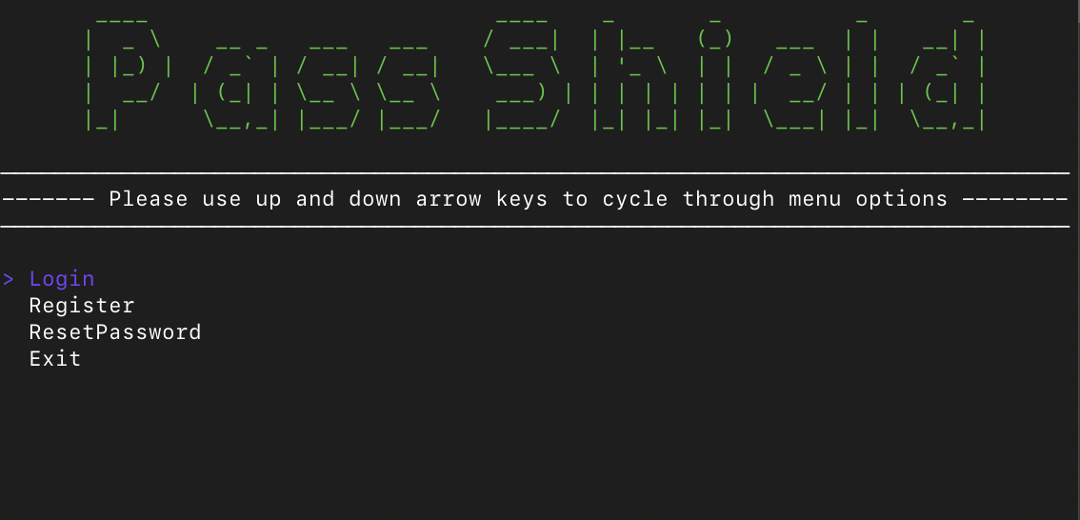 Pass Shield
------- Please use up and down arrow keys to cycle through menu options --------
> Login
Register
ResetPassword
Exit